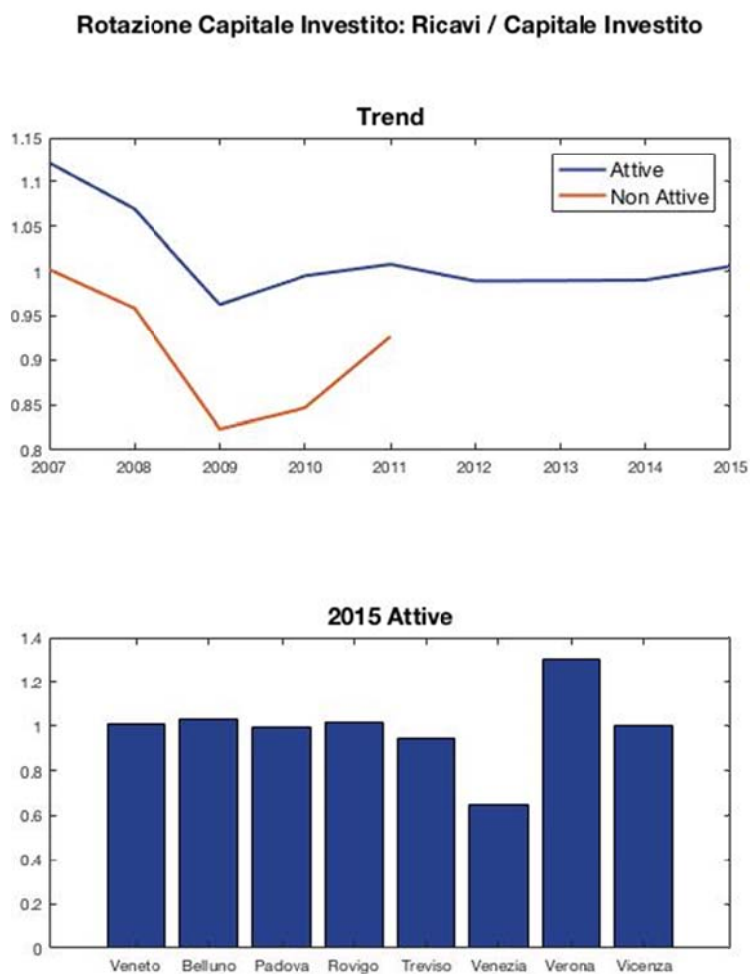 Rotazione Capitale Investito: Ricavi / Capitale Investito
Trend
1.15
1.1
1.05
1
0.95
0.9
0.85
0.8
Attive
Non Attive
2007 2008 2009 2010 2011 2012 2013 2014 2015
2015 Attive
1.4
1.2
1
0.8
0.6
0.4
0.2
0
Veneto Belluno Padova Rovigo Treviso Venezia Verona Vicenza